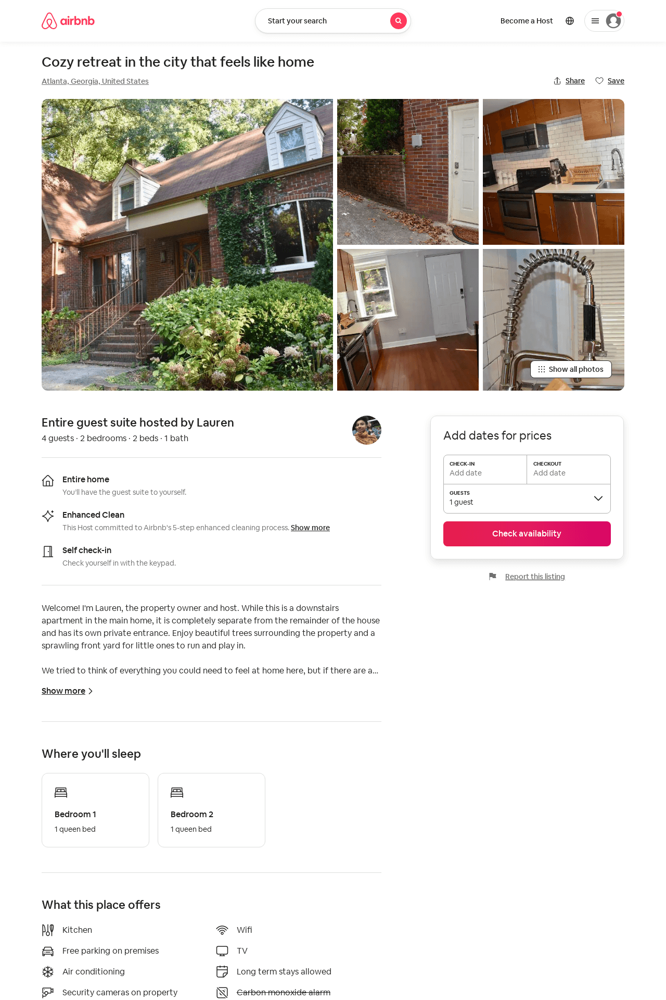 airbnb
Start your search
Become a Host
Cozy retreat in the city that feels like home
Atlanta, Georgia, United States
Share
Save
Show all photos
Entire guest suite hosted by Lauren
4 guests · 2 bedrooms · 2 beds · 1 bath
Entire home
You’ll have the guest suite to yourself.
Enhanced Clean
This Host committed to Airbnb's 5-step enhanced cleaning process. Show more
Self check-in
Check yourself in with the keypad.
Add dates for prices
CHECK-IN
Add date
CHECKOUT
Add date
GUESTS
1 guest
Check availability
Report this listing
Welcome! I'm Lauren, the property owner and host. While this is a downstairs
apartment in the main home, it is completely separate from the remainder of the house
and has its own private entrance. Enjoy beautiful trees surrounding the property and a
sprawling front yard for little ones to run and play in.
We tried to think of everything you could need to feel at home here, but if there are a...
Show more
Where you'll sleep
Bedroom 1
1 queen bed
Bedroom 2
1 queen bed
What this place offers
Kitchen
Wifi
Free parking on premises
TV
Air conditioning
Long term stays allowed
Security cameras on property
Carbon monoxide alarm